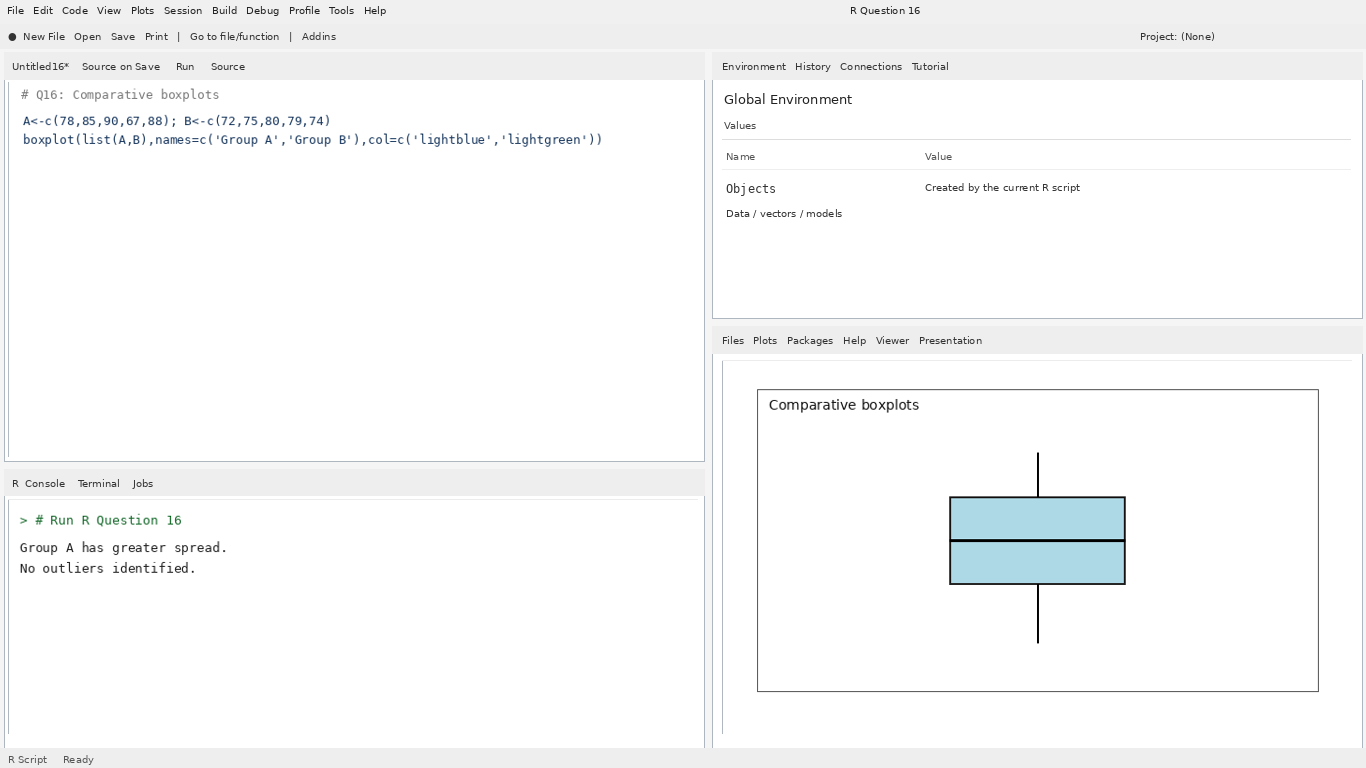 File Edit Code View Plots Session Build Debug Profile Tools Help
R Question 16
● New File Open Save Print | Go to file/function | Addins
Project: (None)
Untitled16* Source on Save Run Source
# Q16: Comparative boxplots
A<-c(78,85,90,67,88); B<-c(72,75,80,79,74)
boxplot(list(A,B),names=c('Group A','Group B'),col=c('lightblue','lightgreen'))
R Console Terminal Jobs
> # Run R Question 16
Group A has greater spread.
No outliers identified.
Environment History Connections Tutorial
Global Environment
Values
Name Value
Objects Created by the current R script
Data / vectors / models
Files Plots Packages Help Viewer Presentation
Comparative boxplots
R Script Ready